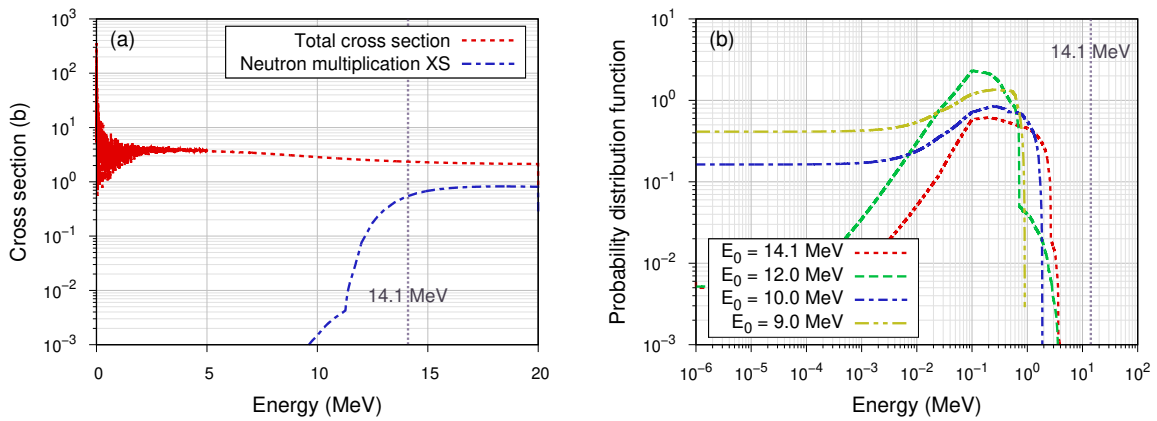 (a)
Total cross section
Neutron multiplication XS
14.1 MeV
Cross section (b)
10^3
10^2
10^1
10^0
10^-1
10^-2
10^-3
0 5 10 15 20
Energy (MeV)
(b)
14.1 MeV
Probability distribution function
10^1
10^0
10^-1
10^-2
10^-3
E_0 = 14.1 MeV
E_0 = 12.0 MeV
E_0 = 10.0 MeV
E_0 = 9.0 MeV
10^-6 10^-5 10^-4 10^-3 10^-2 10^-1 10^0 10^1 10^2
Energy (MeV)